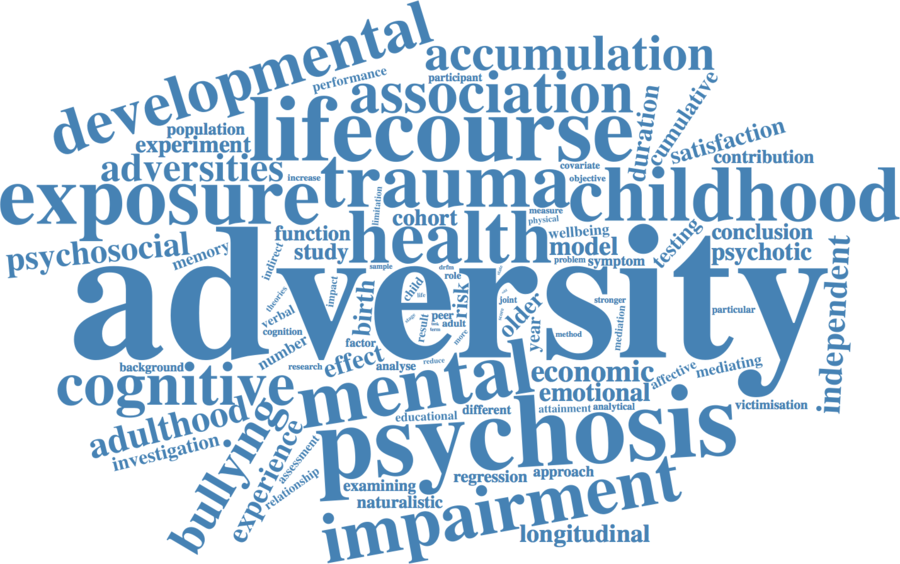 developmental
performance
accumulation
participant
association
lifecourse
duration
cumulative
population
experiment
satisfaction
contribution
adversities
increase
trauma
covariate
objective
exposure
childhood
limitation
cohort
measure
physical
wellbeing
health
function
study
model
testing
conclusion
psychotic
psychosocial
memory
indirect
problem
symptom
independent
adversity
sample
define
role
theories
impact
birth
child
life
risk
joint
older
stronger
particular
verbal
cognition
stage
result
peer
adult
term
more
year
method
mediation
factor
number
background
research
effect
analyse
reduce
cognitive
mental
economic
emotional
affective
mediating
adulthood
educational
different
attainment
analytical
victimisation
investigation
bullying
experience
assessment
relationship
psychosis
regression
approach
examining
naturalistic
impairment
longitudinal